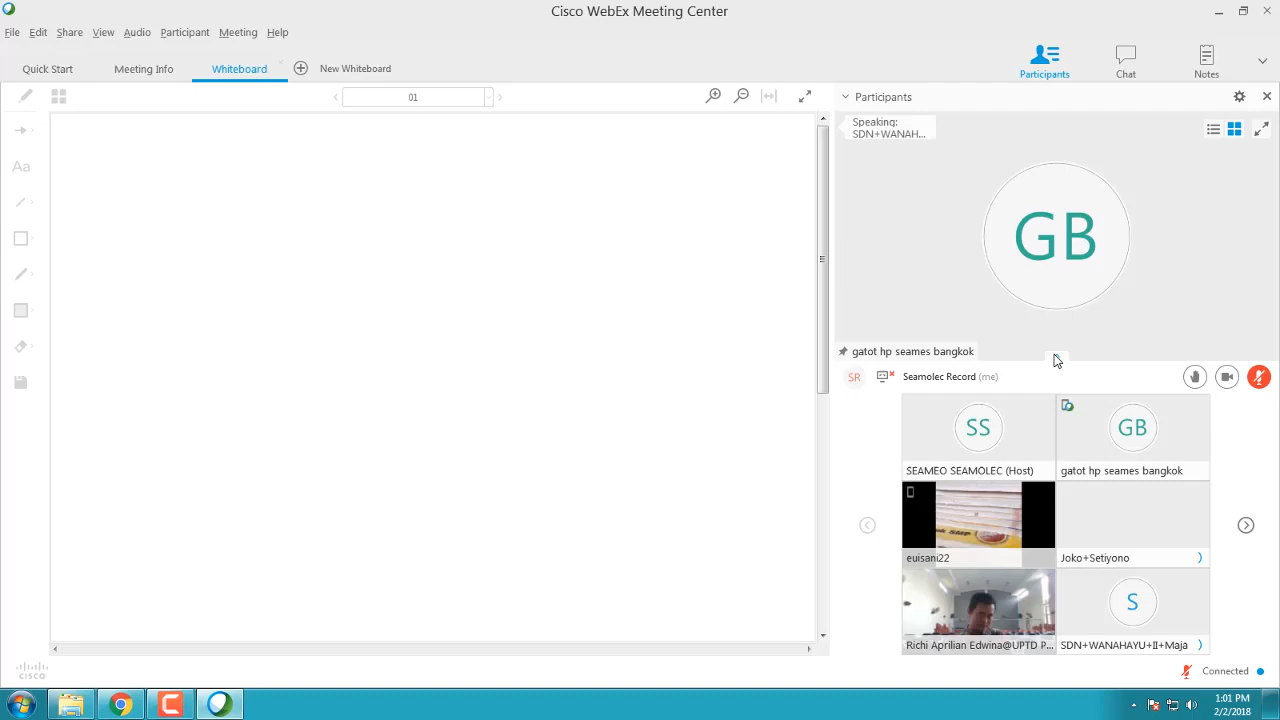 Cisco WebEx Meeting Center
File Edit Share View Audio Participant Meeting Help
Quick Start Meeting Info Whiteboard New Whiteboard
Participants Chat Notes
01
Participants
Speaking:
SDN+WANAH...
GB
gatot hp seames bangkok
SR Seamolec Record (me)
SS GB
SEAMEO SEAMOLEC (Host) gatot hp seames bangkok
euisani22 Joko+Setiyono
S
Richi Aprilian Edwina@UPTD P... SDN+WANAHAYU+II+Maja
Aa
cisco
Connected
1:01 PM
2/2/2018